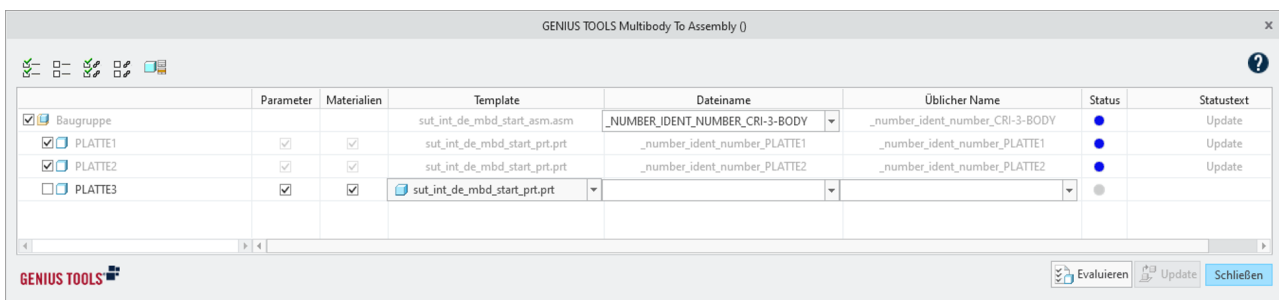 GENIUS TOOLS Multibody To Assembly ()
Parameter Materialien Template Dateiname Üblicher Name Status Statustext
Baugruppe sut_int_de_mbd_start_asm.asm _NUMBER_IDENT_NUMBER_CRI-3-BODY _number_ident_number_CRI-3-BODY Update
PLATTE1 sut_int_de_mbd_start_prt.prt _number_ident_number_PLATTE1 _number_ident_number_PLATTE1 Update
PLATTE2 sut_int_de_mbd_start_prt.prt _number_ident_number_PLATTE2 _number_ident_number_PLATTE2 Update
PLATTE3 sut_int_de_mbd_start_prt.prt
GENIUS TOOLS Evaluieren Update Schließen